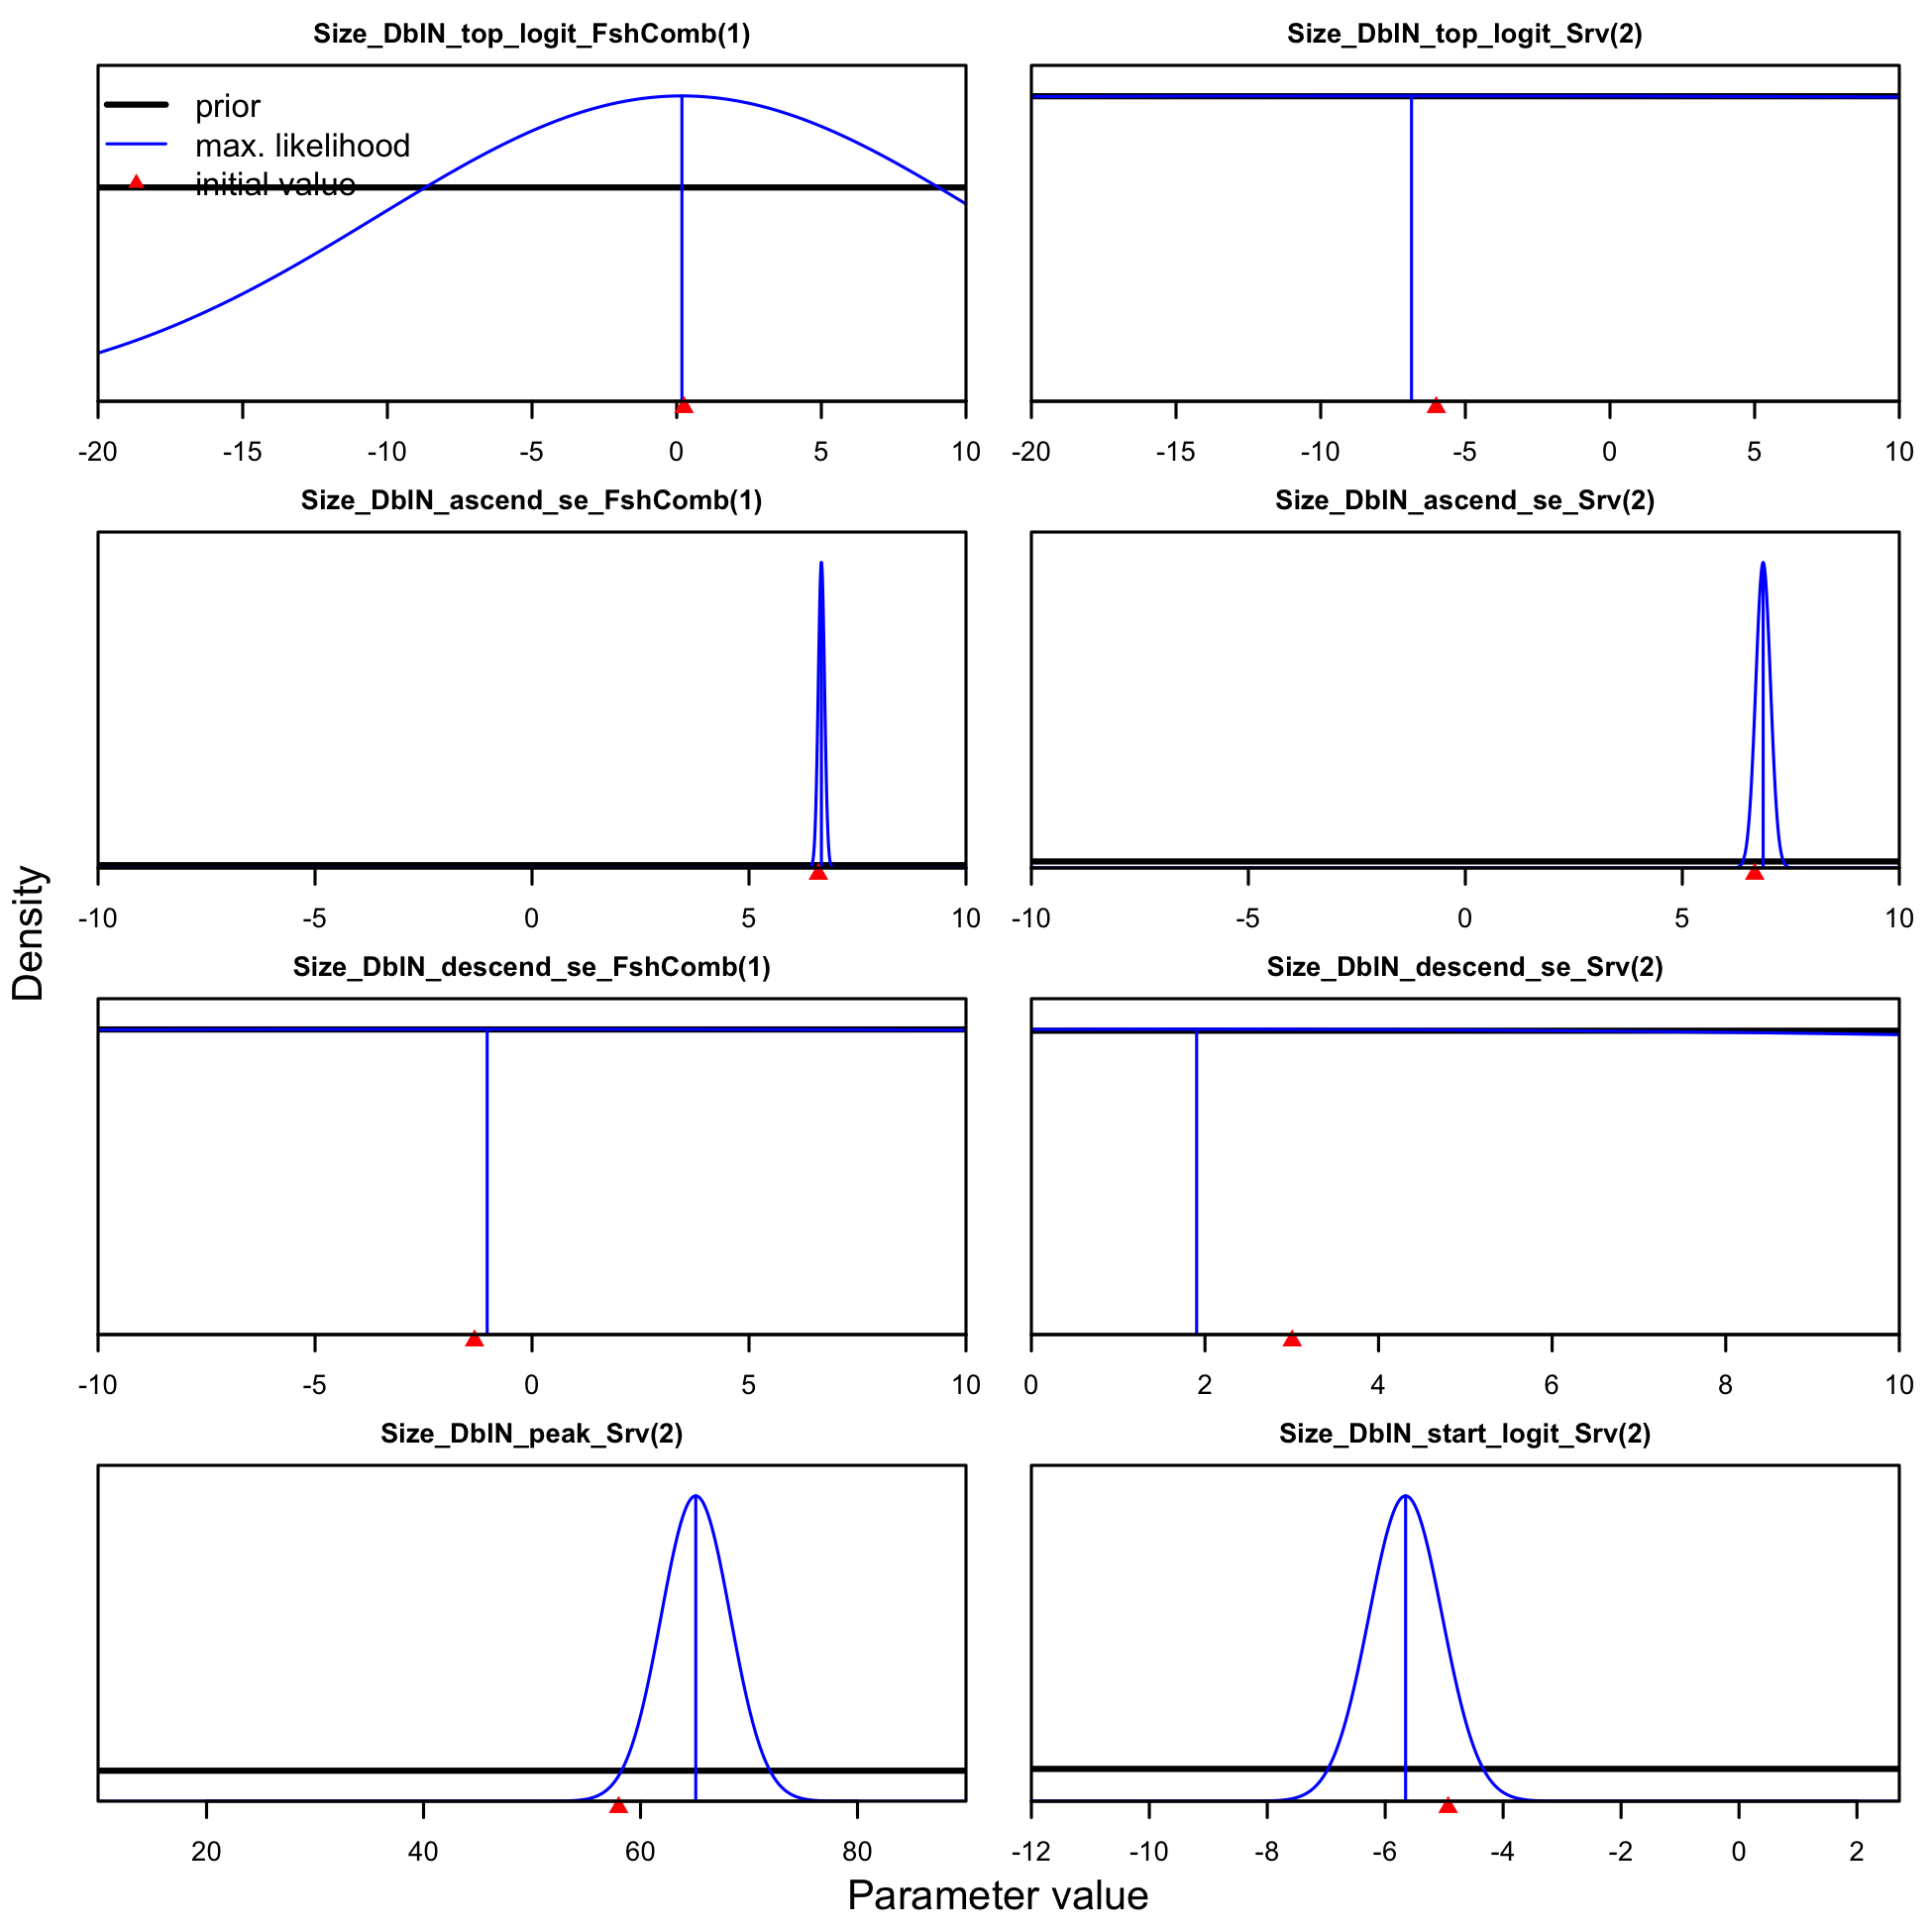 Size_DblN_top_logit_FshComb(1)
Size_DblN_top_logit_Srv(2)
prior
max. likelihood
initial value
-20 -15 -10 -5 0 5 10
-20 -15 -10 -5 0 5 10
Size_DblN_ascend_se_FshComb(1)
Size_DblN_ascend_se_Srv(2)
-10 -5 0 5 10
-10 -5 0 5 10
Size_DblN_descend_se_FshComb(1)
Size_DblN_descend_se_Srv(2)
-10 -5 0 5 10
0 2 4 6 8 10
Size_DblN_peak_Srv(2)
Size_DblN_start_logit_Srv(2)
20 40 60 80
-12 -10 -8 -6 -4 -2 0 2
Density
Parameter value